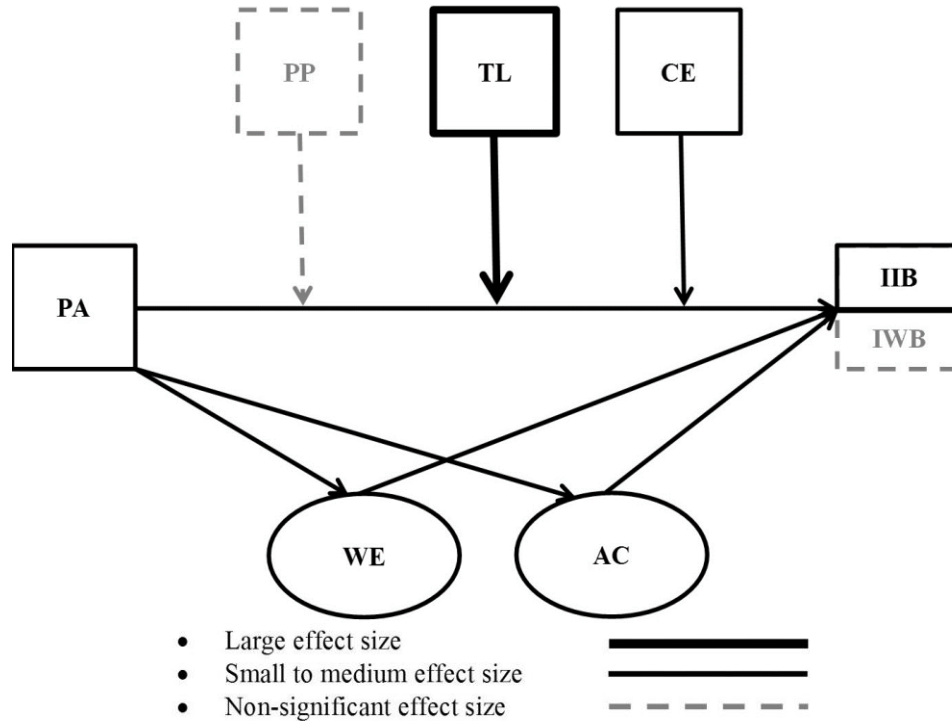 PP
TL
CE
PA
IIB
IWB
WE
AC
• Large effect size
• Small to medium effect size
• Non-significant effect size